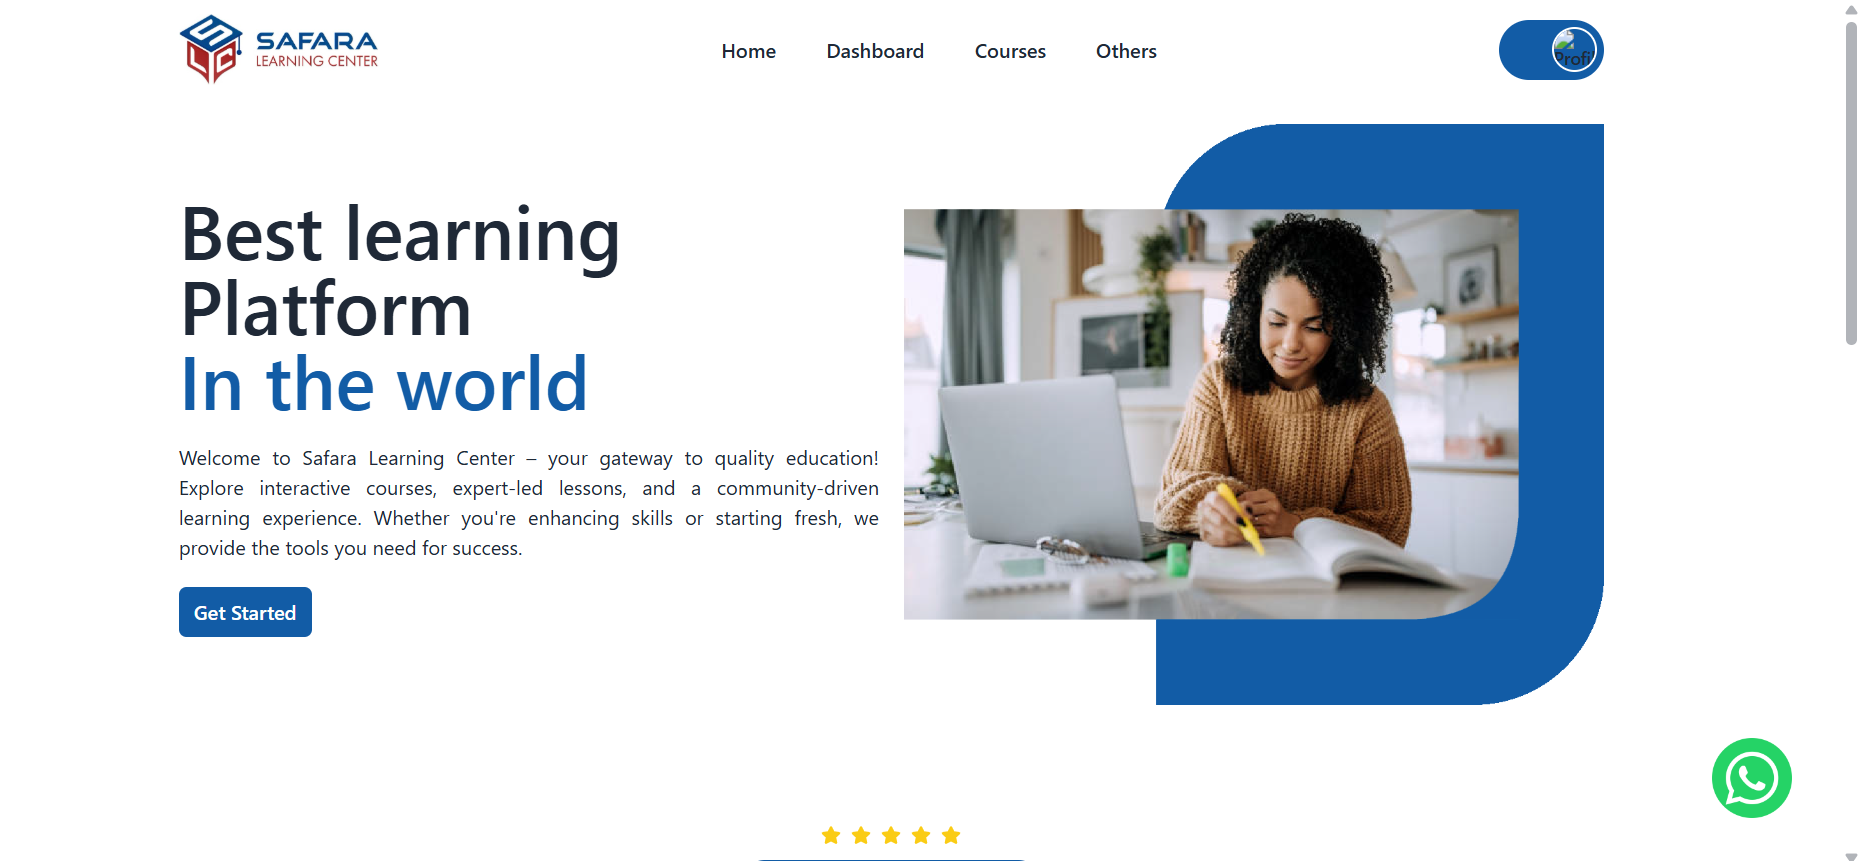 SAFARA
LEARNING CENTER
Home
Dashboard
Courses
Others
Profil
Best learning
Platform
In the world
Welcome to Safara Learning Center – your gateway to quality education!
Explore interactive courses, expert-led lessons, and a community-driven
learning experience. Whether you're enhancing skills or starting fresh, we
provide the tools you need for success.
Get Started